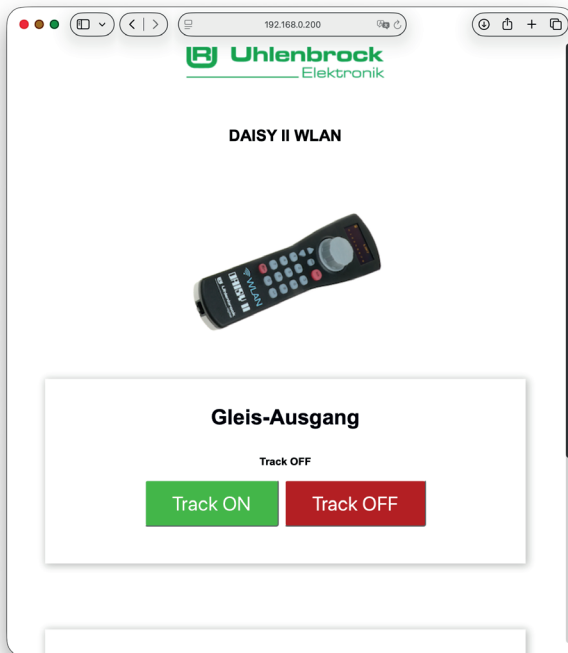 192.168.0.200
Uhlenbrock
Elektronik
DAISY II WLAN
WLAN
DAISY II
Uhlenbrock
Gleis-Ausgang
Track OFF
Track ON
Track OFF